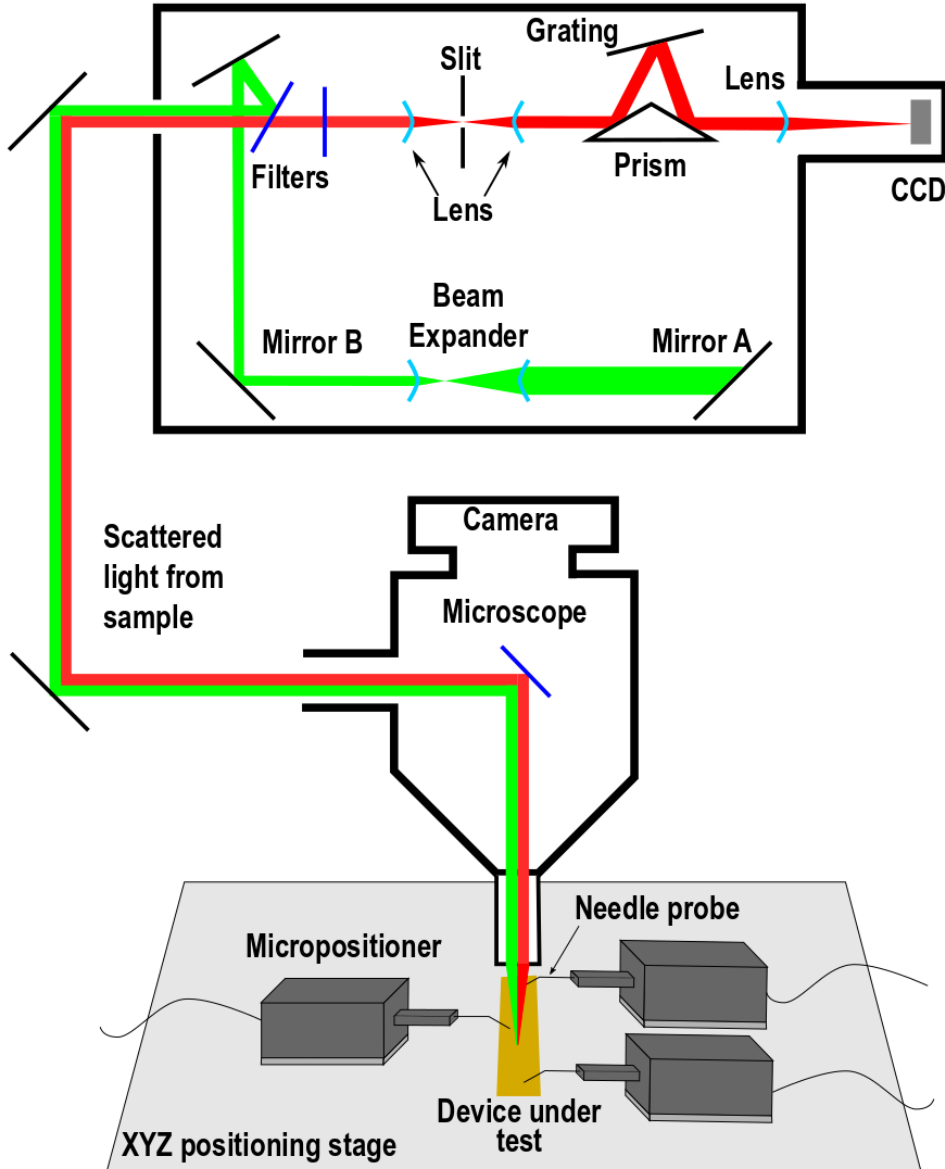 Grating
Slit
Lens
Filters
Lens
Prism
CCD
Beam
Expander
Mirror B
Mirror A
Camera
Scattered
light from
sample
Microscope
Needle probe
Micropositioner
Device under
test
XYZ positioning stage